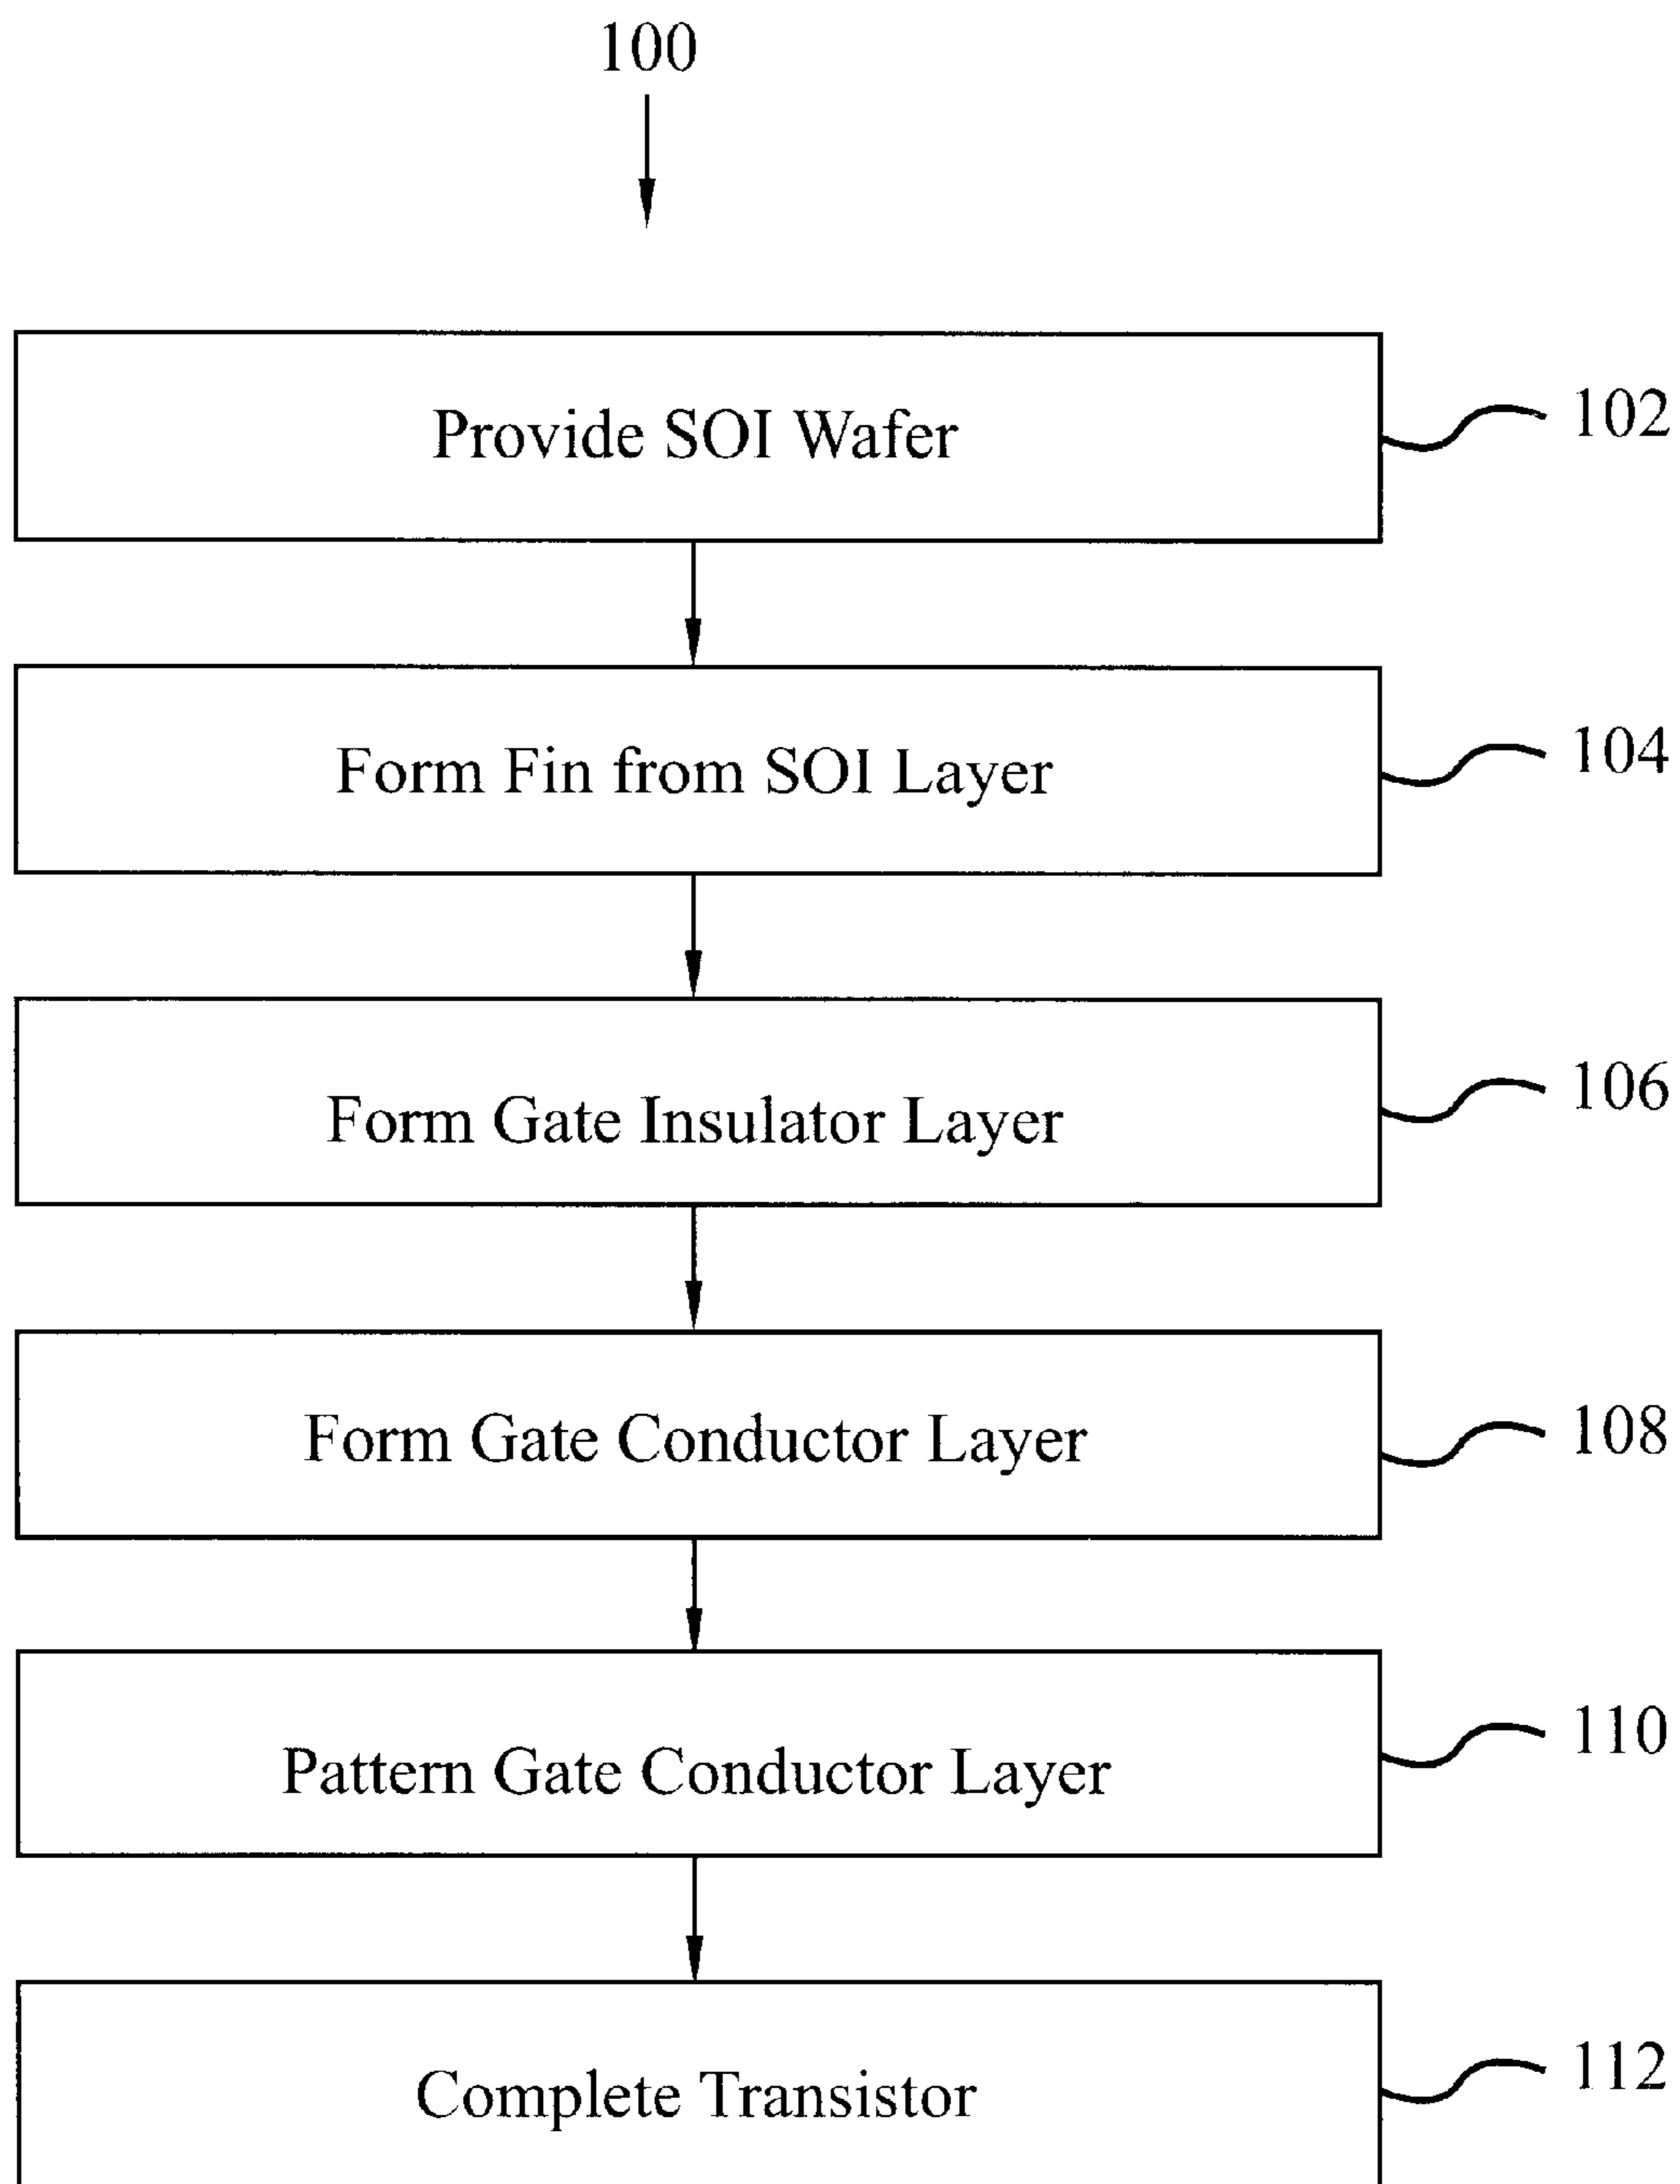 100
Provide SOI Wafer
102
Form Fin from SOI Layer
104
Form Gate Insulator Layer
106
Form Gate Conductor Layer
108
Pattern Gate Conductor Layer
110
Complete Transistor
112